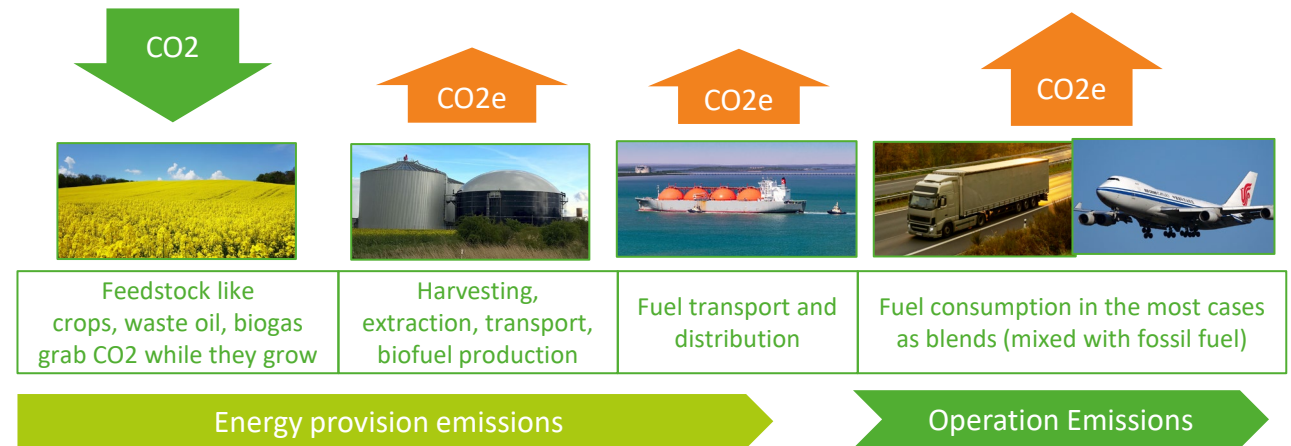 CO2
CO2e
CO2e
CO2e
Feedstock like
crops, waste oil, biogas
grab CO2 while they grow
Harvesting,
extraction, transport,
biofuel production
Fuel transport and
distribution
Fuel consumption in the most cases
as blends (mixed with fossil fuel)
Energy provision emissions
Operation Emissions